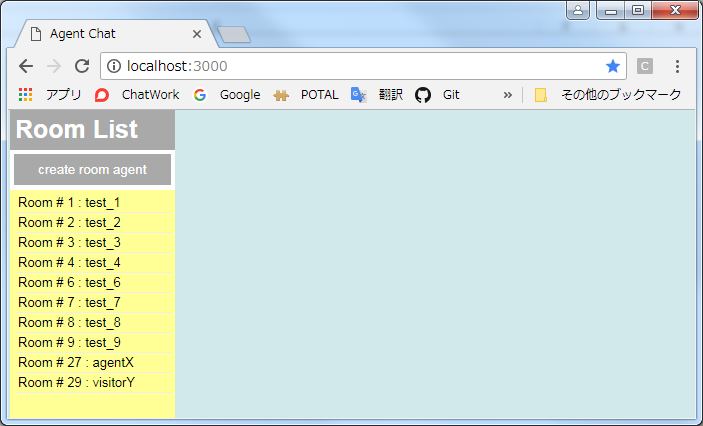 Agent Chat
localhost:3000
C
アプリ ChatWork Google POTAL 翻訳 Git » その他のブックマーク
Room List
create room agent
Room # 1 : test_1
Room # 2 : test_2
Room # 3 : test_3
Room # 4 : test_4
Room # 6 : test_6
Room # 7 : test_7
Room # 8 : test_8
Room # 9 : test_9
Room # 27 : agentX
Room # 29 : visitorY